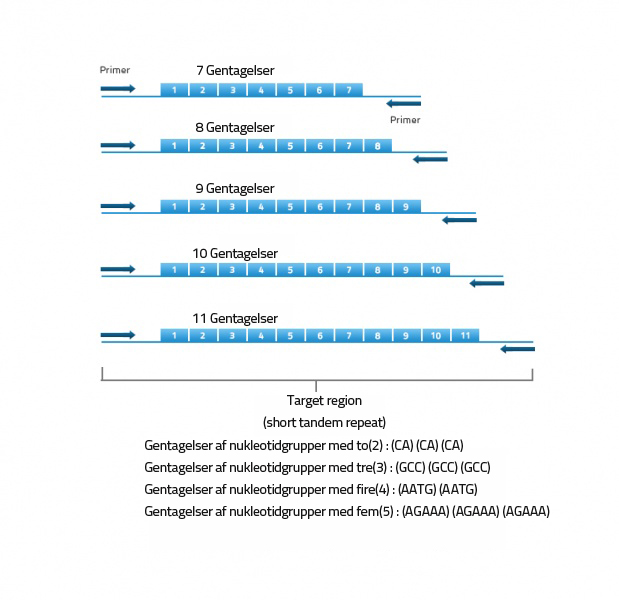 Primer
7 Gentagelser
1 2 3 4 5 6 7
Primer
8 Gentagelser
1 2 3 4 5 6 7 8
9 Gentagelser
1 2 3 4 5 6 7 8 9
10 Gentagelser
1 2 3 4 5 6 7 8 9 10
11 Gentagelser
1 2 3 4 5 6 7 8 9 10 11
Target region
(short tandem repeat)
Gentagelser af nukleotidgrupper med to(2) : (CA) (CA) (CA)
Gentagelser af nukleotidgrupper med tre(3) : (GCC) (GCC) (GCC)
Gentagelser af nukleotidgrupper med fire(4) : (AATG) (AATG)
Gentagelser af nukleotidgrupper med fem(5) : (AGAAA) (AGAAA) (AGAAA)